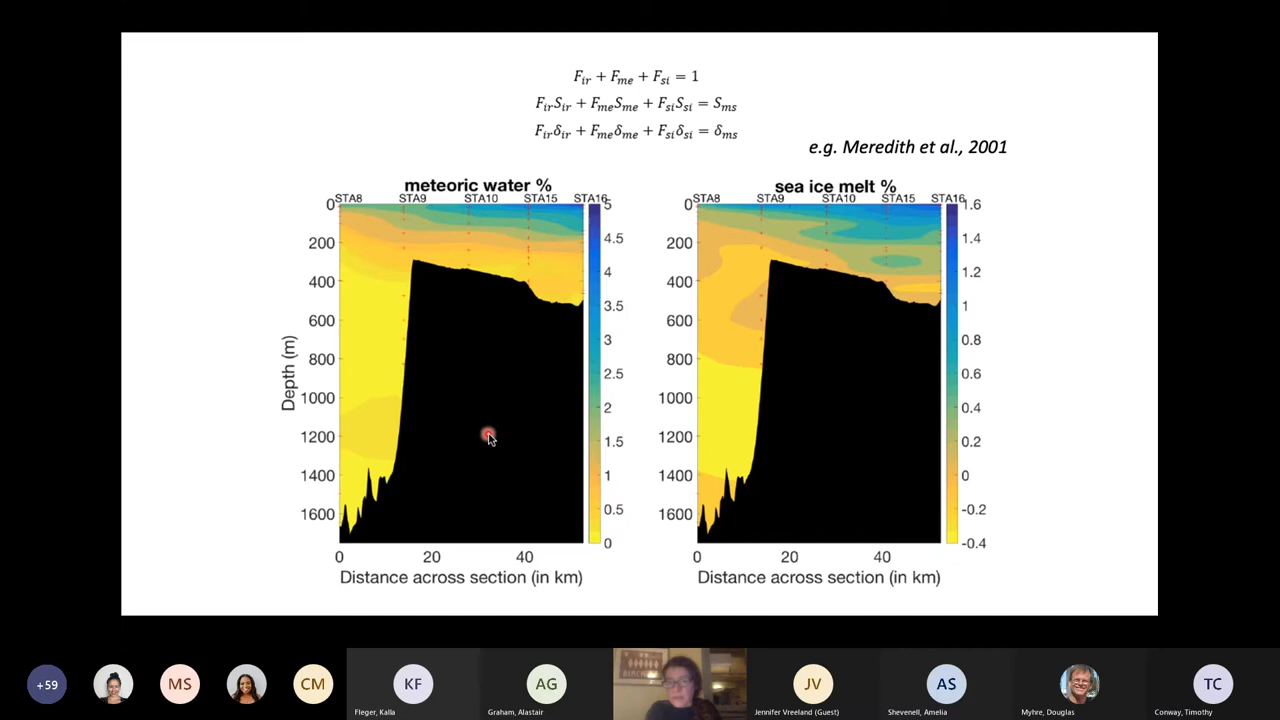 F_ir + F_me + F_si = 1
F_ir S_ir + F_me S_me + F_si S_si = S_ms
F_ir δ_ir + F_me δ_me + F_si δ_si = δ_ms
e.g. Meredith et al., 2001
meteoric water %
STA8 STA9 STA10 STA15 STA16
0
200
400
600
800
1000
1200
1400
1600
Depth (m)
0 20 40
Distance across section (in km)
5
4.5
4
3.5
3
2.5
2
1.5
1
0.5
0
sea ice melt %
STA8 STA9 STA10 STA15 STA16
0
200
400
600
800
1000
1200
1400
1600
0 20 40
Distance across section (in km)
1.6
1.4
1.2
1
0.8
0.6
0.4
0.2
0
-0.2
-0.4
+59
MS
CM
KF
Fleger, Kalla
AG
Graham, Alastair
JV
Jennifer Vreeland (Guest)
AS
Shevenell, Amelia
Myhre, Douglas
TC
Conway, Timothy